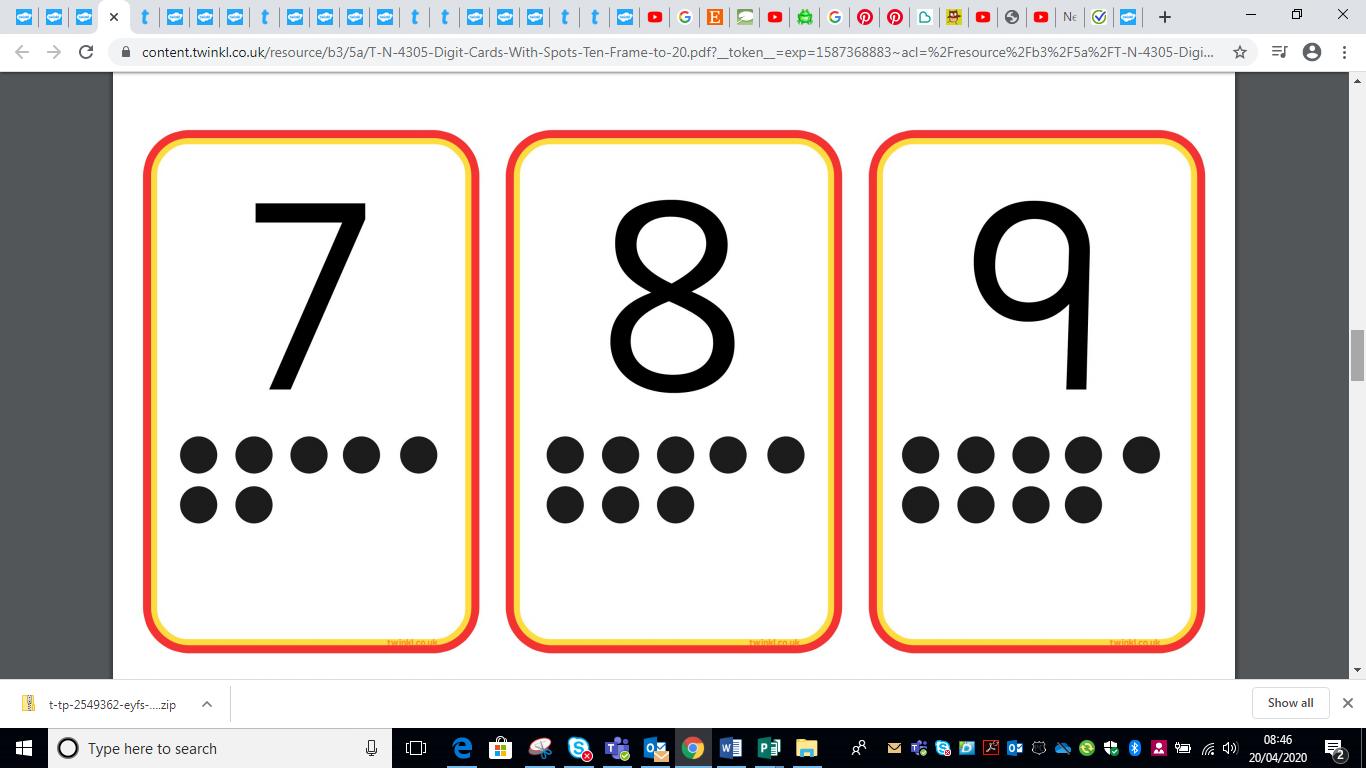 content.twinkl.co.uk/resource/b3/5a/T-N-4305-Digit-Cards-With-Spots-Ten-Frame-to-20.pdf?__token__=exp=1587368883~acl=%2Fresource%2Fb3%2F5a%2FT-N-4305-Digi...
7 8 9
twinkl.co.uk twinkl.co.uk twinkl.co.uk
t-tp-2549362-eyfs-....zip
Show all
Type here to search
08:46
20/04/2020
2